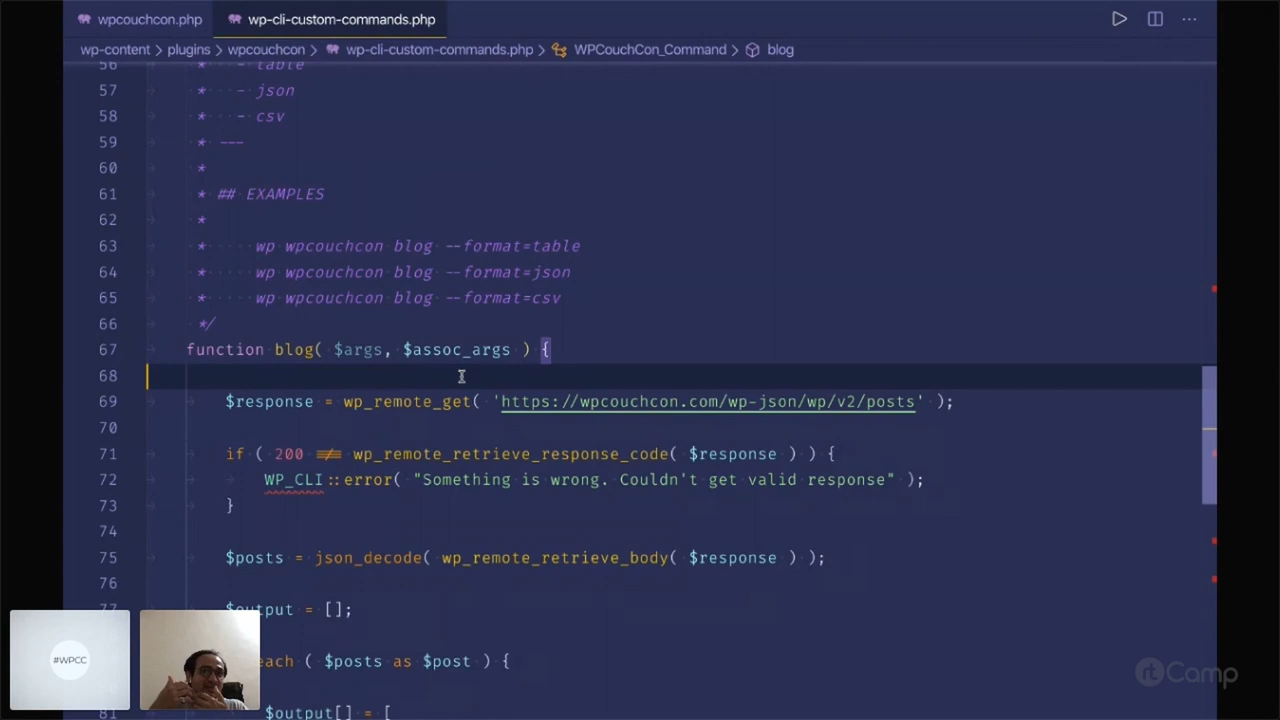 wpcouchcon.php
wp-cli-custom-commands.php
wp-content > plugins > wpcouchcon > wp-cli-custom-commands.php > WPCouchCon_Command > blog
56 * - table
57 * - json
58 * - csv
59 * ---
60 *
61 * ## EXAMPLES
62 *
63 * wp wpcouchcon blog --format=table
64 * wp wpcouchcon blog --format=json
65 * wp wpcouchcon blog --format=csv
66 */
67 function blog( $args, $assoc_args ) {
68
69 $response = wp_remote_get( 'https://wpcouchcon.com/wp-json/wp/v2/posts' );
70
71 if ( 200 !== wp_remote_retrieve_response_code( $response ) ) {
72 WP_CLI::error( "Something is wrong. Couldn't get valid response" );
73 }
74
75 $posts = json_decode( wp_remote_retrieve_body( $response ) );
76
77 $output = [];
each ( $posts as $post ) {
81 $output[] = [
#WPCC
rtCamp